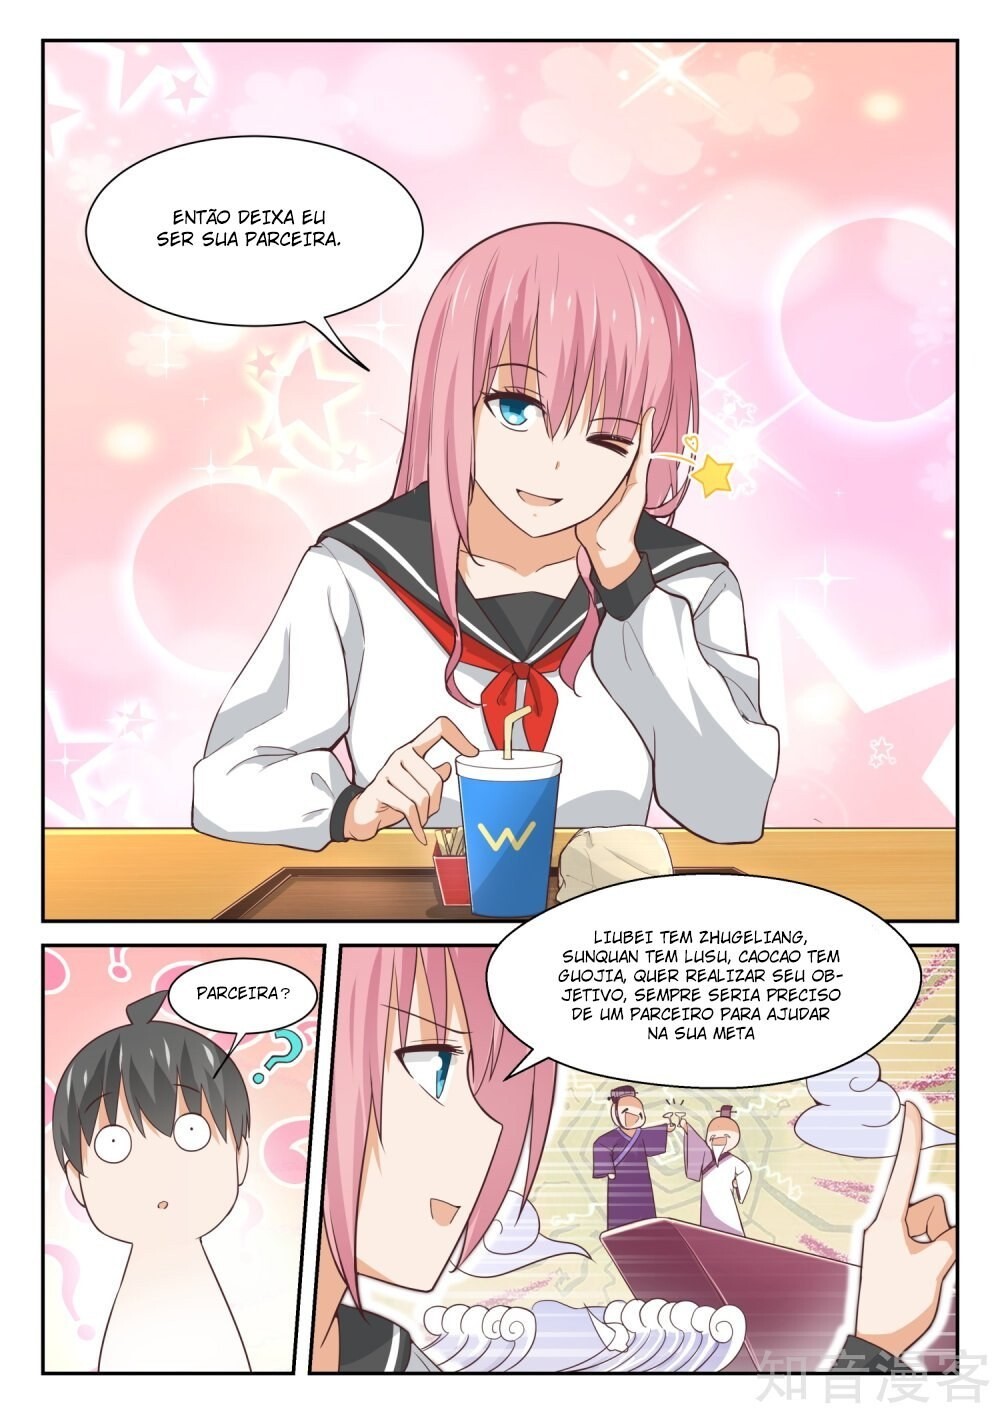 ENTÃO DEIXA EU
SER SUA PARCEIRA.
W
PARCEIRA?
?
LIUBEI TEM ZHUGELIANG,
SUNQUAN TEM LUSU, CAOCAO TEM
GUOJIA, QUER REALIZAR SEU OB-
JETIVO, SEMPRE SERIA PRECISO
DE UM PARCEIRO PARA AJUDAR
NA SUA META
知音漫客